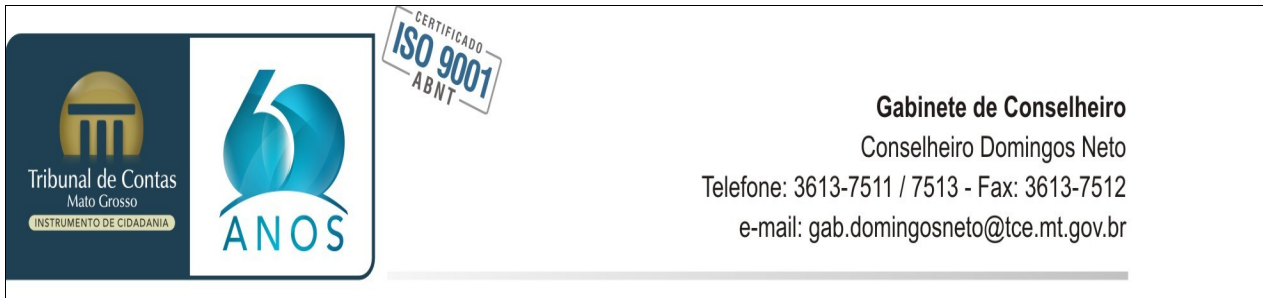 Tribunal de Contas
Mato Grosso
INSTRUMENTO DE CIDADANIA
60
ANOS
CERTIFICADO
ISO 9001
ABNT
Gabinete de Conselheiro
Conselheiro Domingos Neto
Telefone: 3613-7511 / 7513 - Fax: 3613-7512
e-mail: gab.domingosneto@tce.mt.gov.br